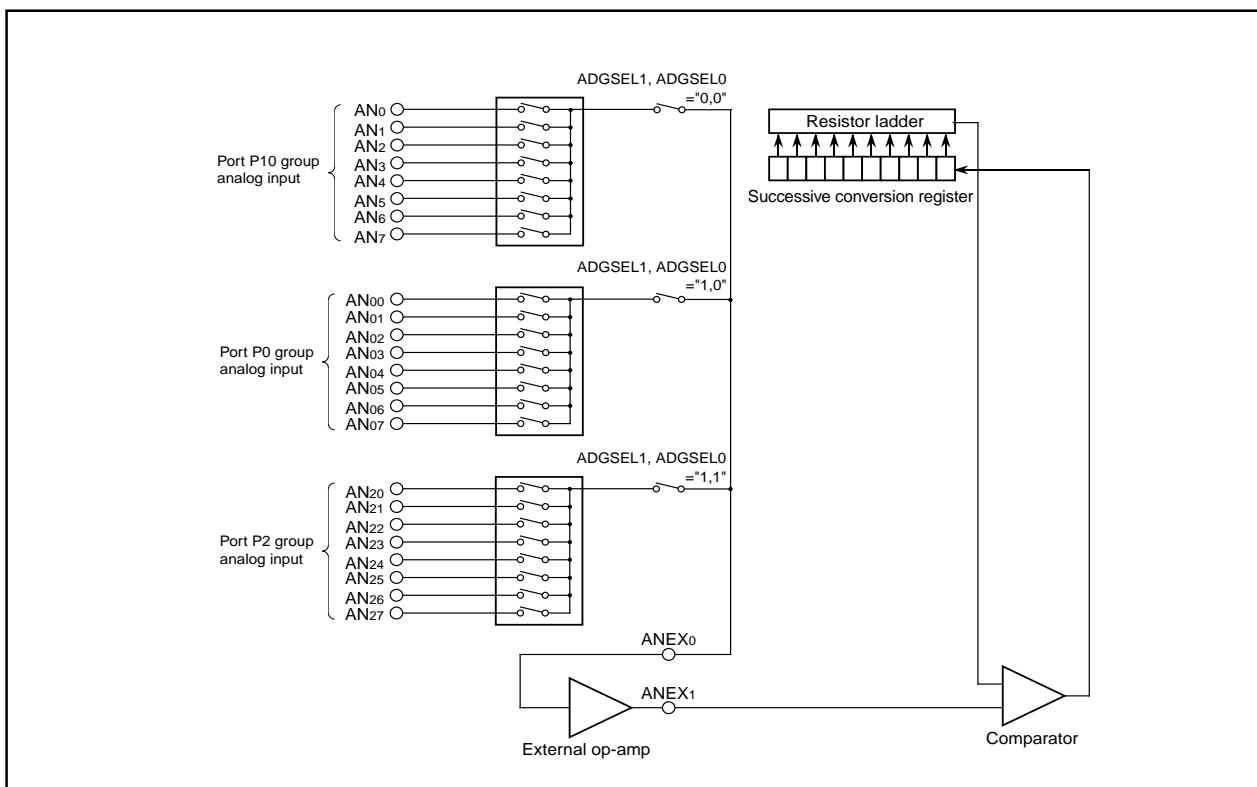 ADGSEL1, ADGSEL0
="0,0"
Port P10 group
analog input
AN0
AN1
AN2
AN3
AN4
AN5
AN6
AN7
Resistor ladder
Successive conversion register
ADGSEL1, ADGSEL0
="1,0"
Port P0 group
analog input
AN00
AN01
AN02
AN03
AN04
AN05
AN06
AN07
ADGSEL1, ADGSEL0
="1,1"
Port P2 group
analog input
AN20
AN21
AN22
AN23
AN24
AN25
AN26
AN27
ANEX0
ANEX1
External op-amp
Comparator